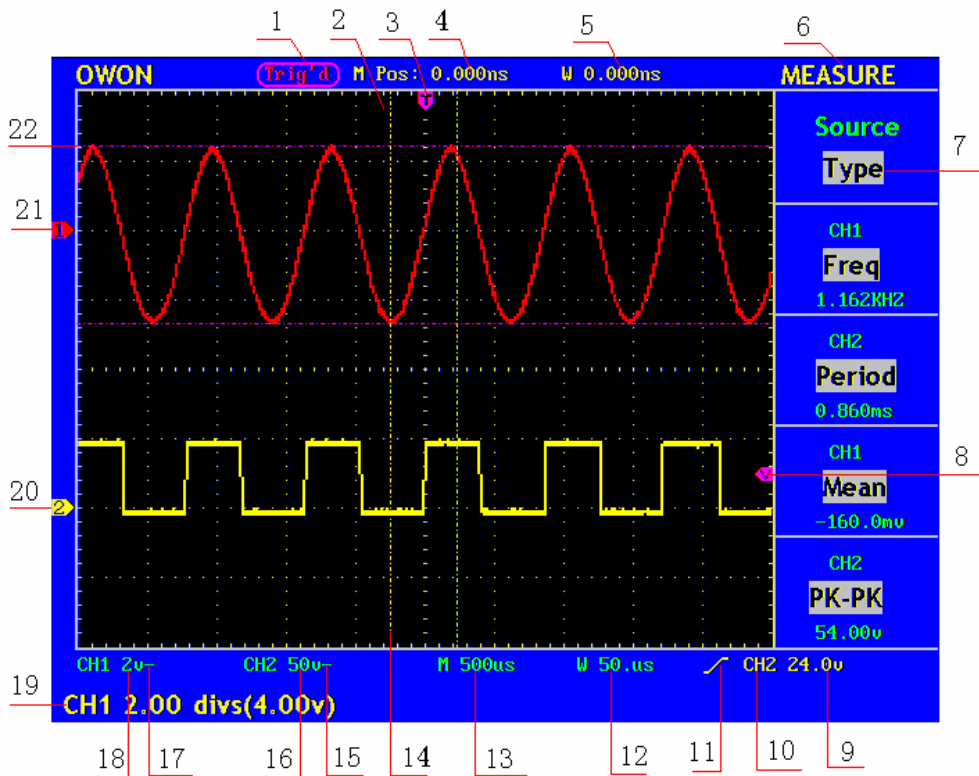 1 2 3 4 5 6
OWON Trig'd M Pos: 0.000ns W 0.000ns MEASURE
T
Source
Type
7
22
21
1
CH1
Freq
1.162KHZ
CH2
Period
0.860ms
CH1
Mean
-160.0mv
8
V
20
2
CH2
PK-PK
54.00v
CH1 2v- CH2 50v- M 500us W 50.us CH2 24.0v
19
CH1 2.00 divs(4.00v)
18 17 16 15 14 13 12 11 10 9